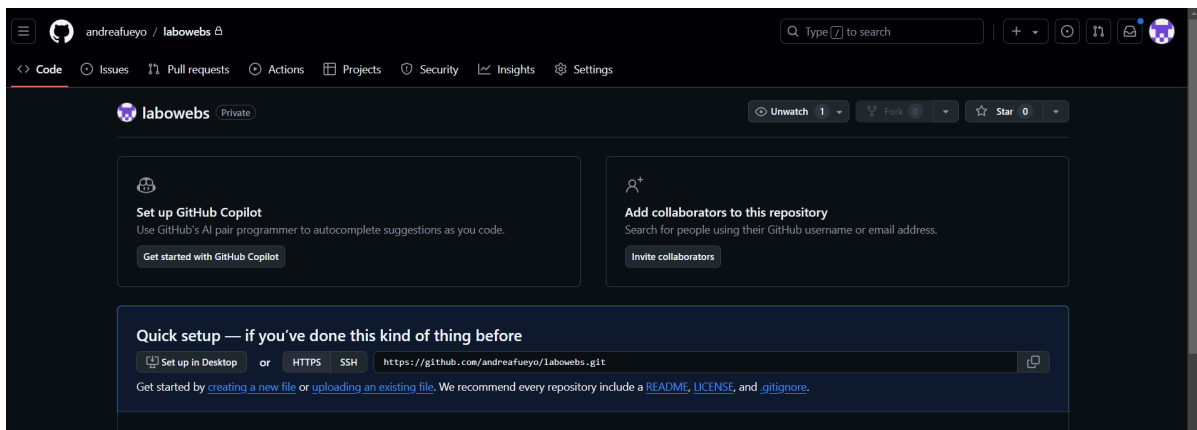 andreafueyo / labowebs
Type / to search
Code Issues Pull requests Actions Projects Security Insights Settings
labowebs Private
Unwatch 1 Fork 0 Star 0
Set up GitHub Copilot
Use GitHub's AI pair programmer to autocomplete suggestions as you code.
Get started with GitHub Copilot
Add collaborators to this repository
Search for people using their GitHub username or email address.
Invite collaborators
Quick setup — if you've done this kind of thing before
Set up in Desktop or HTTPS SSH https://github.com/andreafueyo/labowebs.git
Get started by creating a new file or uploading an existing file. We recommend every repository include a README, LICENSE, and .gitignore.